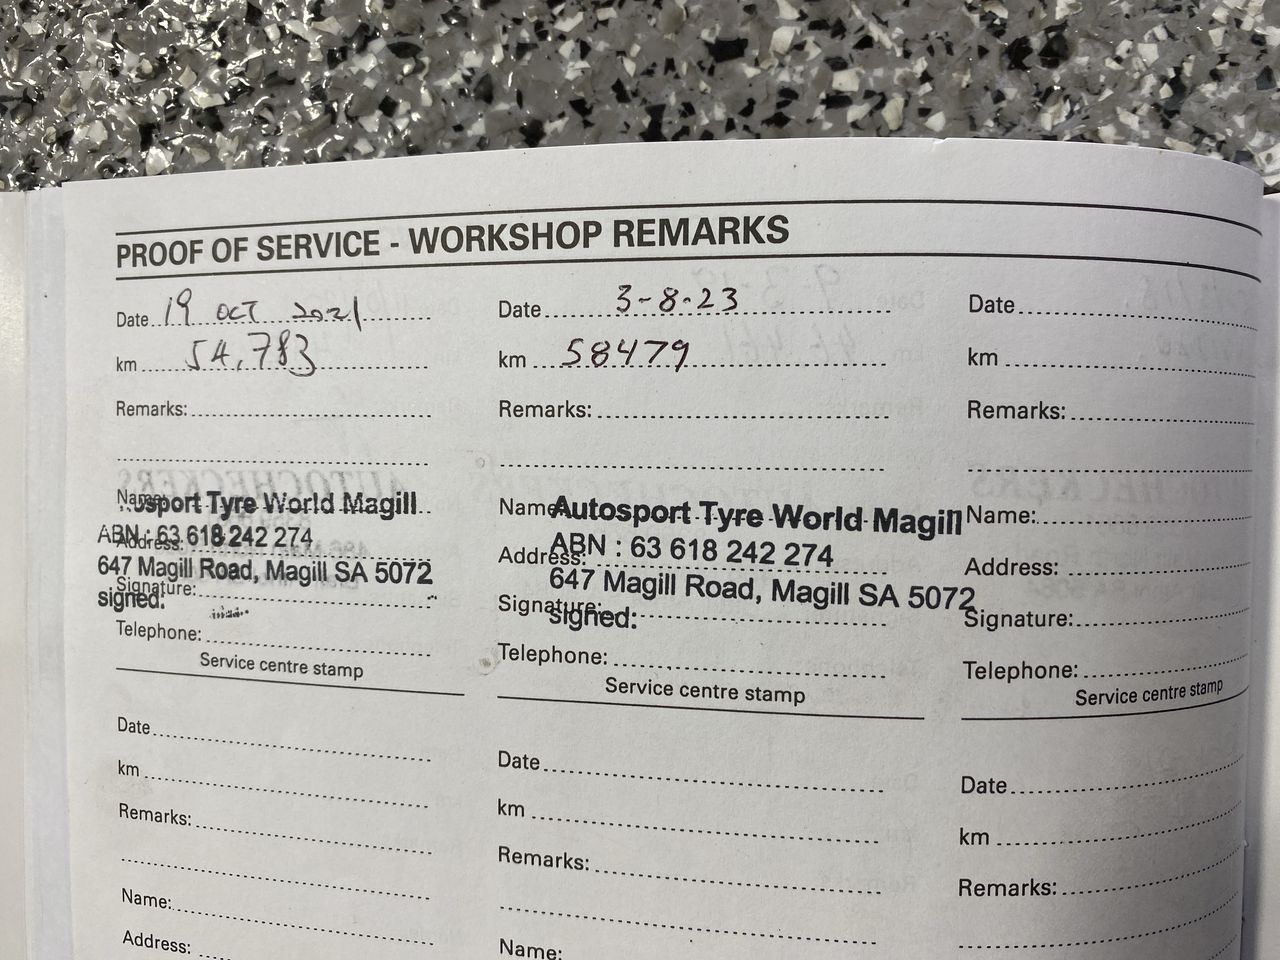 PROOF OF SERVICE - WORKSHOP REMARKS
Date 19 OCT 2021
km 54,783
Remarks:
Name:
Autosport Tyre World Magill
ABN : 63 618 242 274
Address:
647 Magill Road, Magill SA 5072
Signature:
signed:
Telephone:
Service centre stamp
Date 3-8-23
km 58479
Remarks:
Name
Autosport Tyre World Magill
ABN : 63 618 242 274
Address:
647 Magill Road, Magill SA 5072
Signature:
signed:
Telephone:
Service centre stamp
Date
km
Remarks:
Name:
Address:
Signature:
Telephone:
Service centre stamp
Date
km
Remarks:
Name:
Address:
Date
km
Remarks:
Name:
Date
km
Remarks: